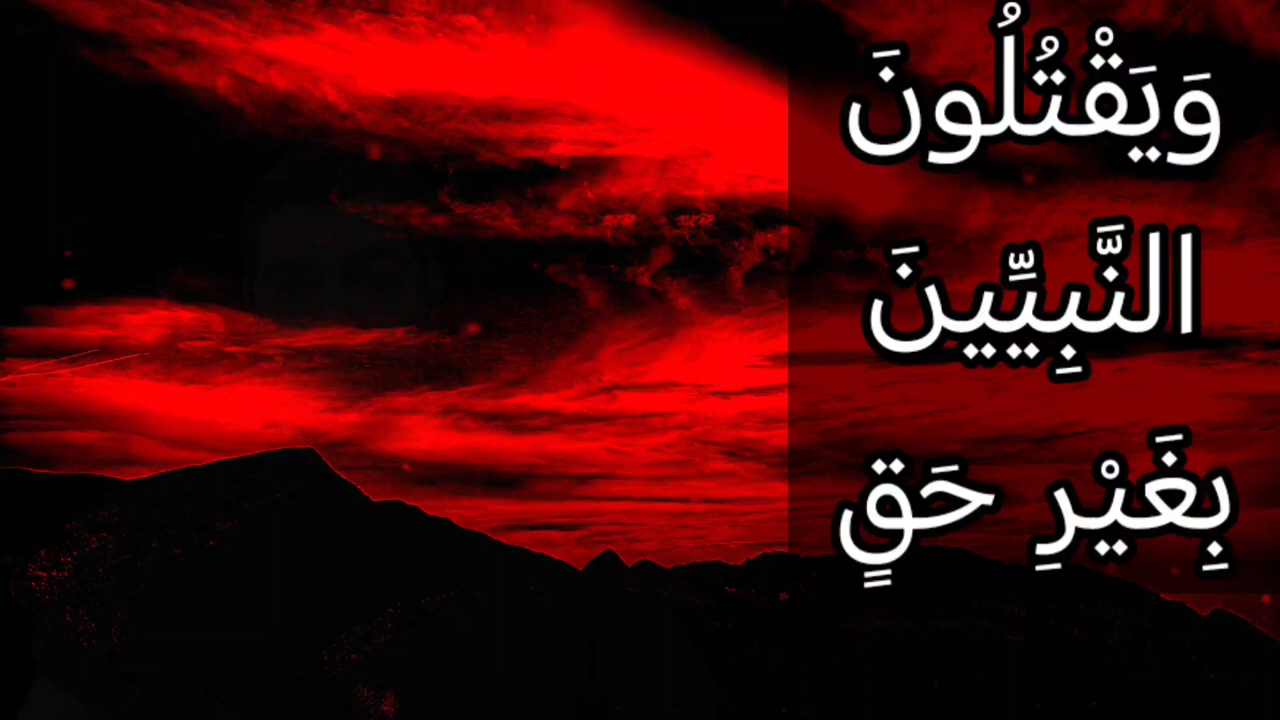 وَيَقْتُلُونَ
النَّبِيِّينَ
بِغَيْرِ حَقٍ